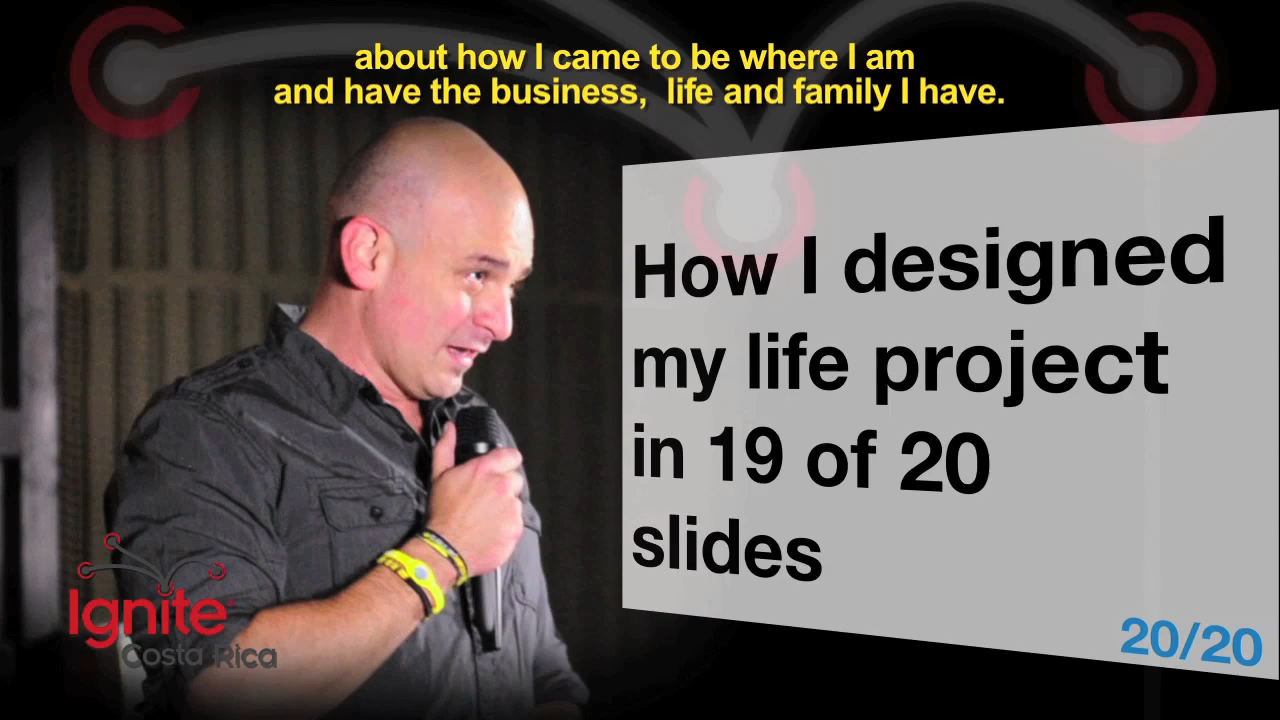 about how I came to be where I am
and have the business, life and family I have.
How I designed
my life project
in 19 of 20
slides
20/20
Ignite
Costa Rica